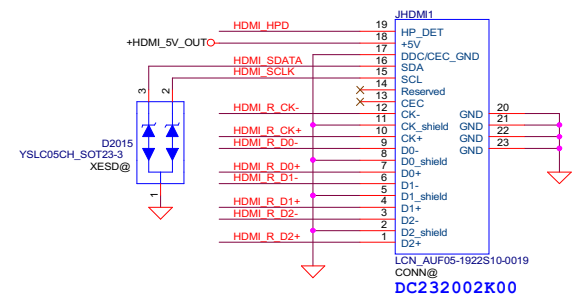 JHDMI1
HDMI_HPD 19 HP_DET
+HDMI_5V_OUT 18 +5V
17 DDC/CEC_GND
HDMI_SDATA 16 SDA
HDMI_SCLK 15 SCL
14 Reserved
13 CEC
HDMI_R_CK- 12 CK- GND 20
11 CK_shield GND 21
HDMI_R_CK+ 10 CK+ GND 22
HDMI_R_D0- 9 D0- GND 23
8 D0_shield
HDMI_R_D0+ 7 D0+
HDMI_R_D1- 6 D1-
5 D1_shield
HDMI_R_D1+ 4 D1+
HDMI_R_D2- 3 D2-
2 D2_shield
HDMI_R_D2+ 1 D2+
3 2
D2015
YSLC05CH_SOT23-3
XESD@
1
LCN_AUF05-1922S10-0019
CONN@
DC232002K00